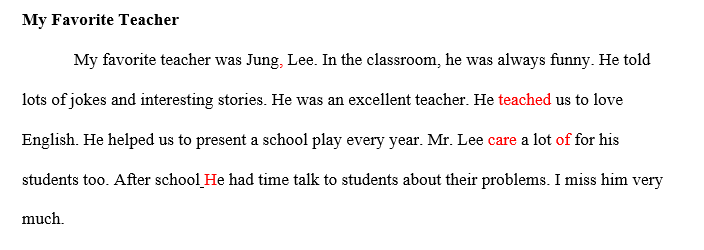 My Favorite Teacher
My favorite teacher was Jung, Lee. In the classroom, he was always funny. He told
lots of jokes and interesting stories. He was an excellent teacher. He teached us to love
English. He helped us to present a school play every year. Mr. Lee care a lot of for his
students too. After school He had time talk to students about their problems. I miss him very
much.